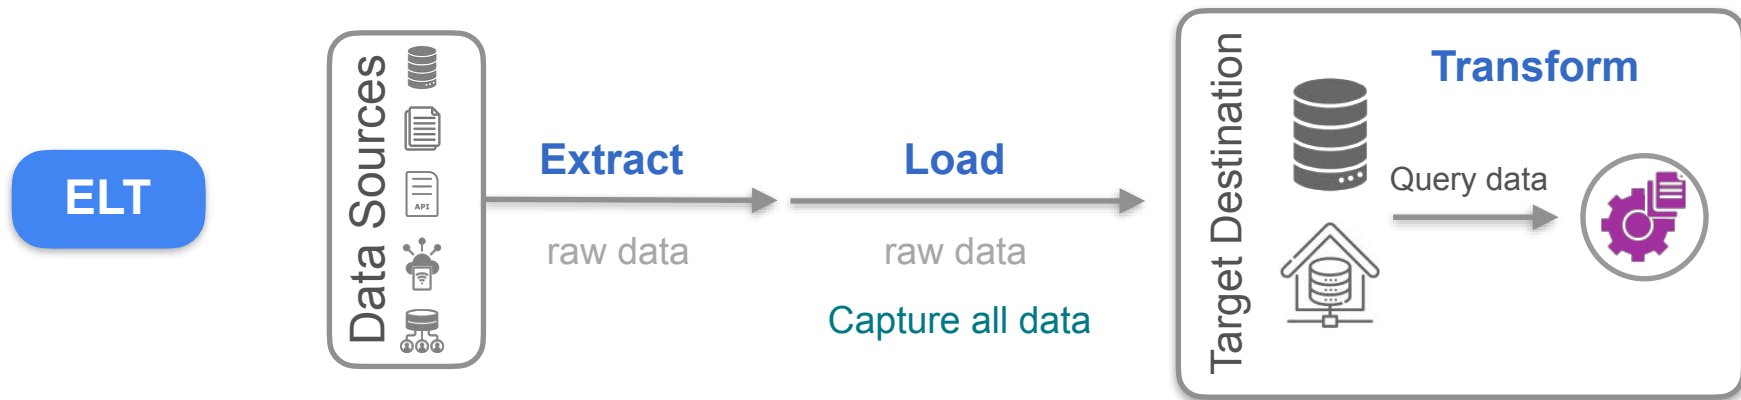 ELT
Data Sources
API
Extract
raw data
Load
raw data
Capture all data
Target Destination
Transform
Query data